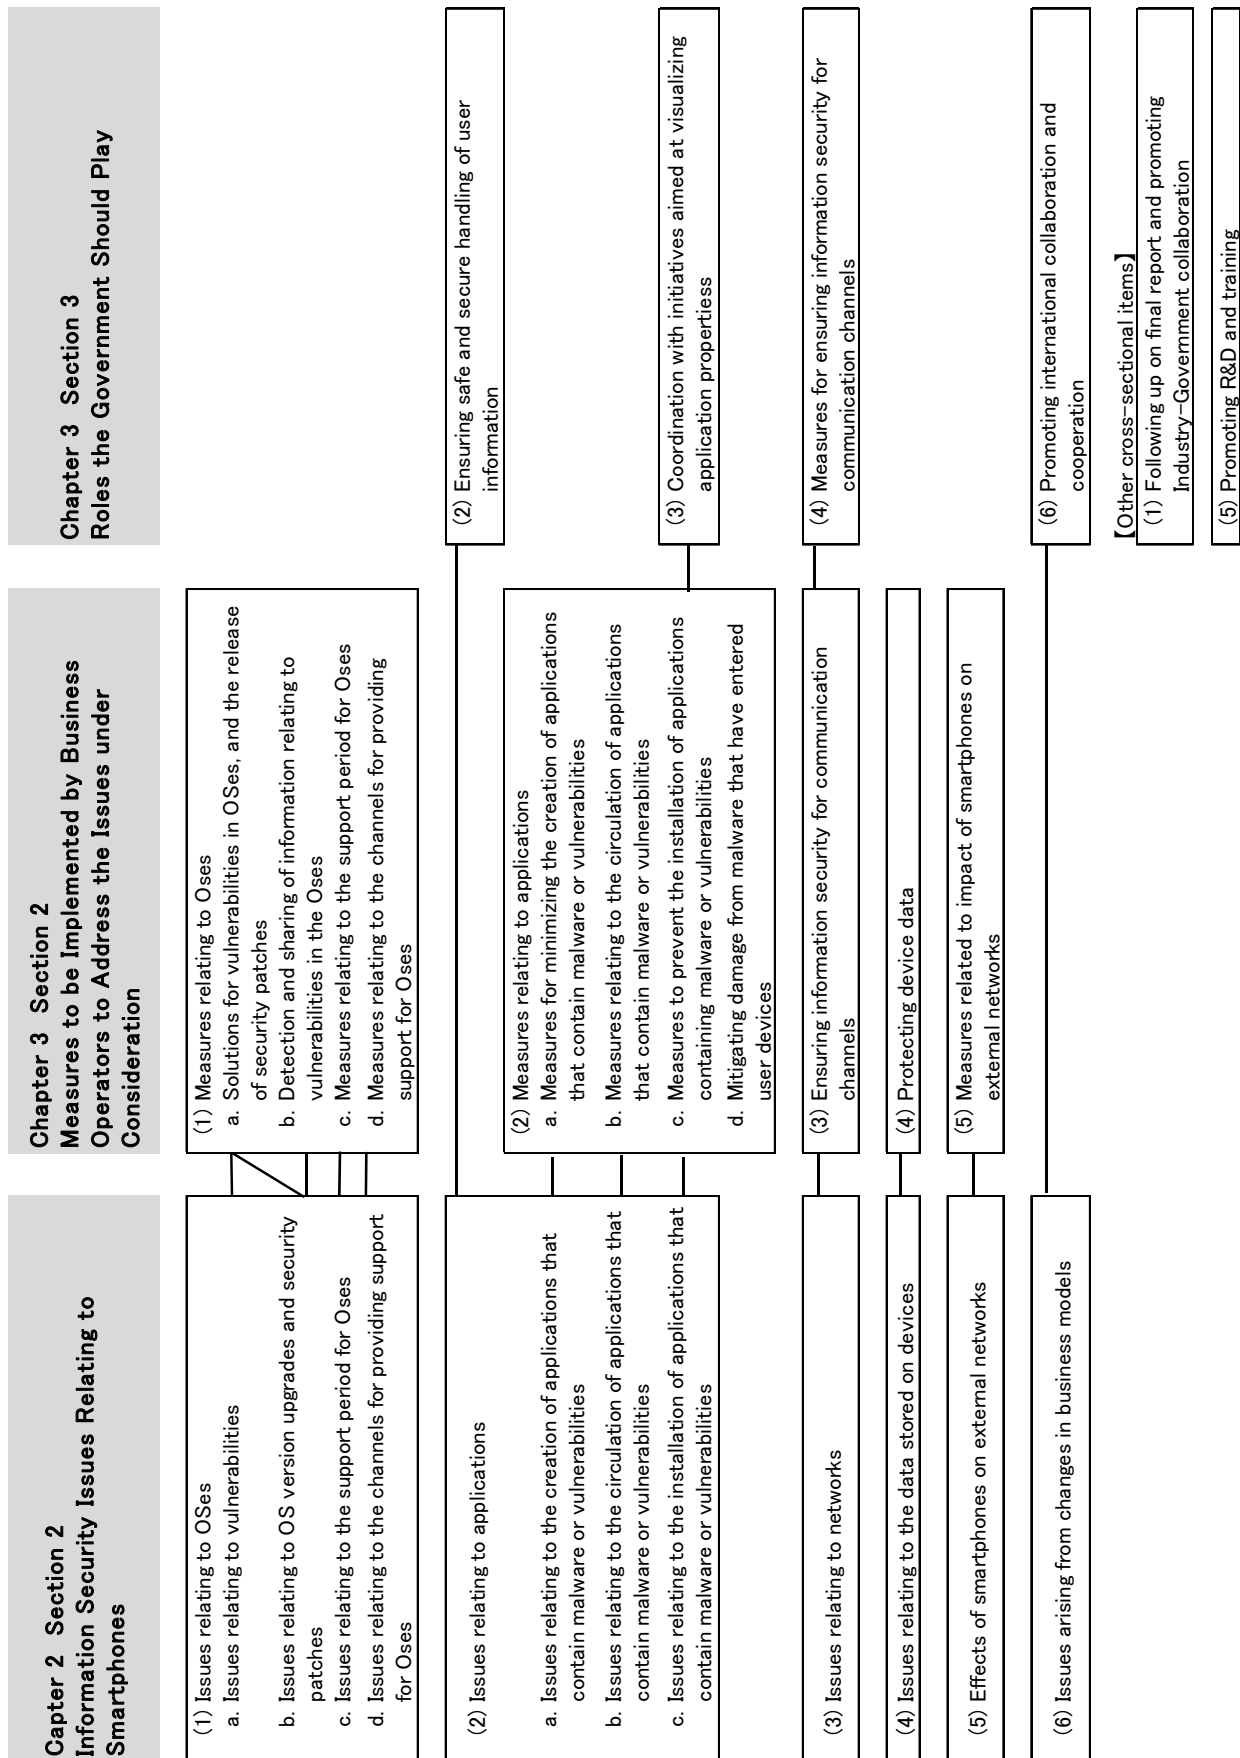 Capter 2  Section 2
Information Security Issues Relating to
Smartphones
(1) Issues relating to OSes
a. Issues relating to vulnerabilities
b. Issues relating to OS version upgrades and security
patches
c. Issues relating to the support period for Oses
d. Issues relating to the channels for providing support
for Oses
(2) Issues relating to applications
a. Issues relating to the creation of applications that
contain malware or vulnerabilities
b. Issues relating to the circulation of applications that
contain malware or vulnerabilities
c. Issues relating to the installation of applications that
contain malware or vulnerabilities
(3) Issues relating to networks
(4) Issues relating to the data stored on devices
(5) Effects of smartphones on external networks
(6) Issues arising from changes in business models
Chapter 3  Section 2
Measures to be Implemented by Business
Operators to Address the Issues under
Consideration
(1) Measures relating to Oses
a. Solutions for vulnerabilities in OSes, and the release
of security patches
b. Detection and sharing of information relating to
vulnerabilities in the Oses
c. Measures relating to the support period for Oses
d. Measures relating to the channels for providing
support for Oses
(2) Measures relating to applications
a. Measures for minimizing the creation of applications
that contain malware or vulnerabilities
b. Measures relating to the circulation of applications
that contain malware or vulnerabilities
c. Measures to prevent the installation of applications
containing malware or vulnerabilities
d. Mitigating damage from malware that have entered
user devices
(3) Ensuring information security for communication
channels
(4) Protecting device data
(5) Measures related to impact of smartphones on
external networks
Chapter 3  Section 3
Roles the Government Should Play
(2) Ensuring safe and secure handling of user
information
(3) Coordination with initiatives aimed at visualizing
application propertiess
(4) Measures for ensuring information security for
communication channels
(6) Promoting international collaboration and
cooperation
【Other cross-sectional items】
(1) Following up on final report and promoting
Industry-Government collaboration
(5) Promoting R&D and training